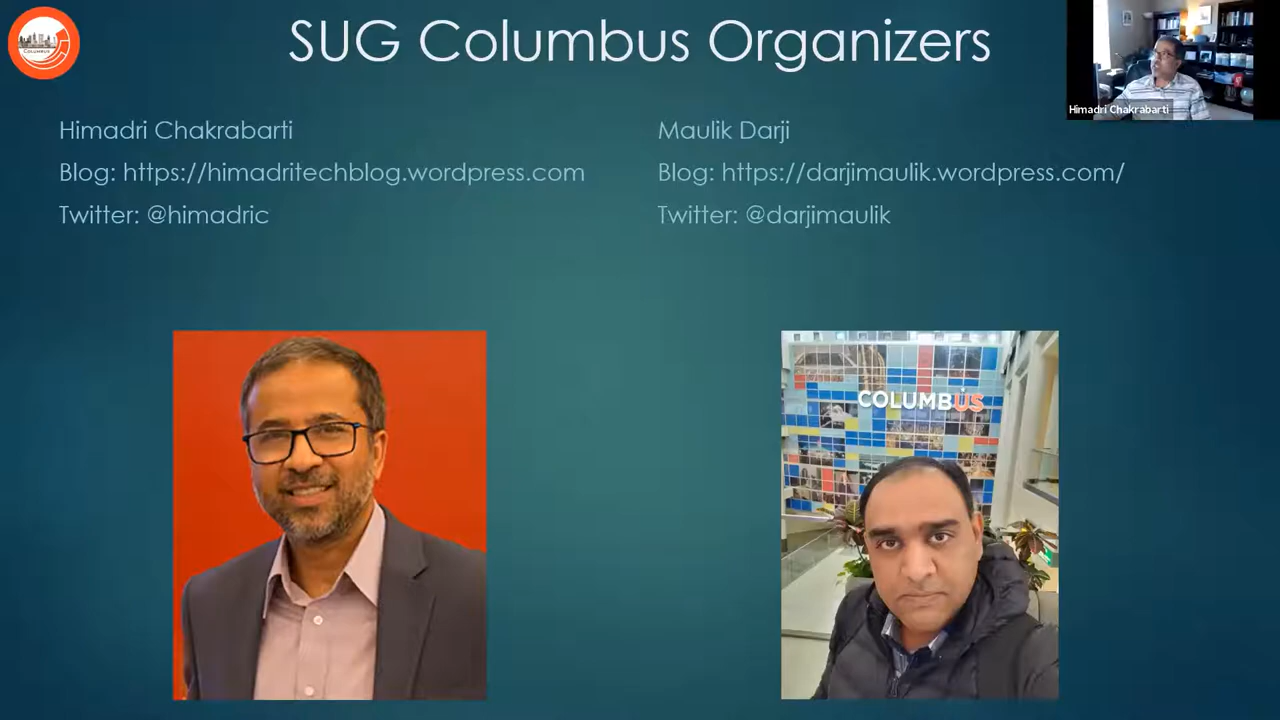 SUG Columbus Organizers
COLUMBUS
Himadri Chakrabarti
Himadri Chakrabarti
Blog: https://himadritechblog.wordpress.com
Twitter: @himadric
Maulik Darji
Blog: https://darjimaulik.wordpress.com/
Twitter: @darjimaulik
COLUMBUS